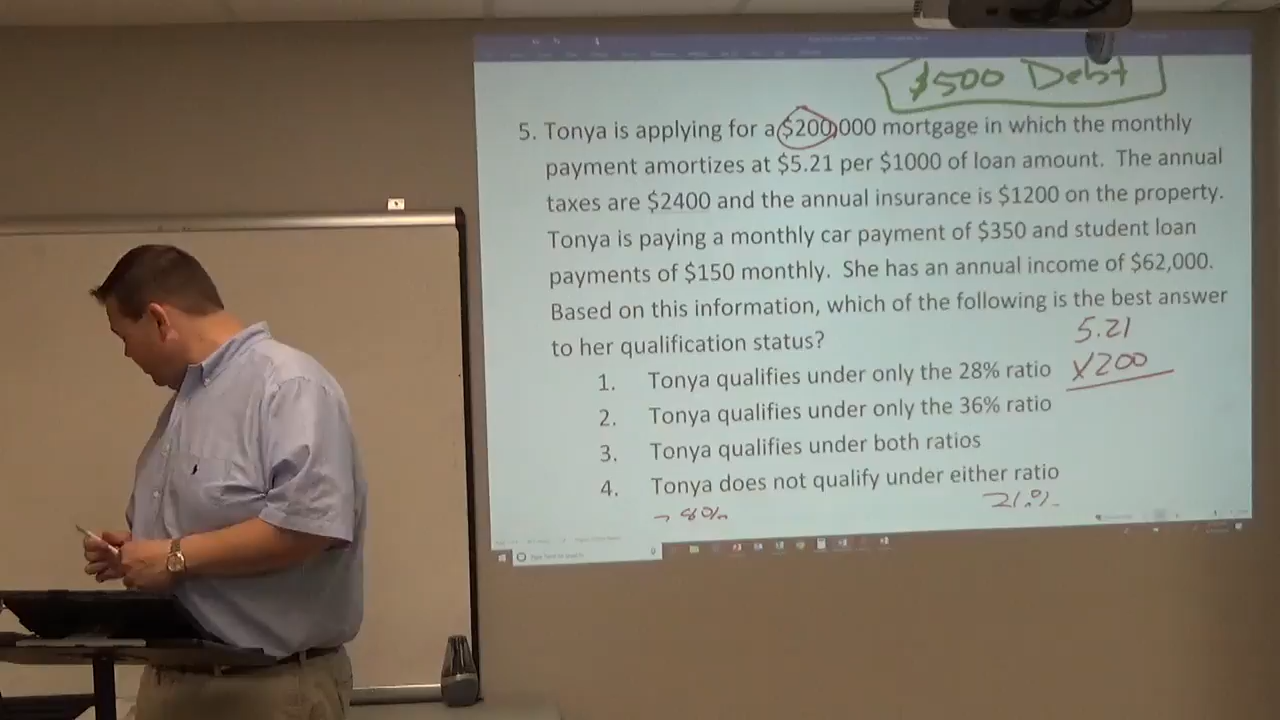 $500 Debt
5. Tonya is applying for a $200,000 mortgage in which the monthly
payment amortizes at $5.21 per $1000 of loan amount. The annual
taxes are $2400 and the annual insurance is $1200 on the property.
Tonya is paying a monthly car payment of $350 and student loan
payments of $150 monthly. She has an annual income of $62,000.
Based on this information, which of the following is the best answer
to her qualification status?
5.21
1. Tonya qualifies under only the 28% ratio
X200
2. Tonya qualifies under only the 36% ratio
3. Tonya qualifies under both ratios
4. Tonya does not qualify under either ratio